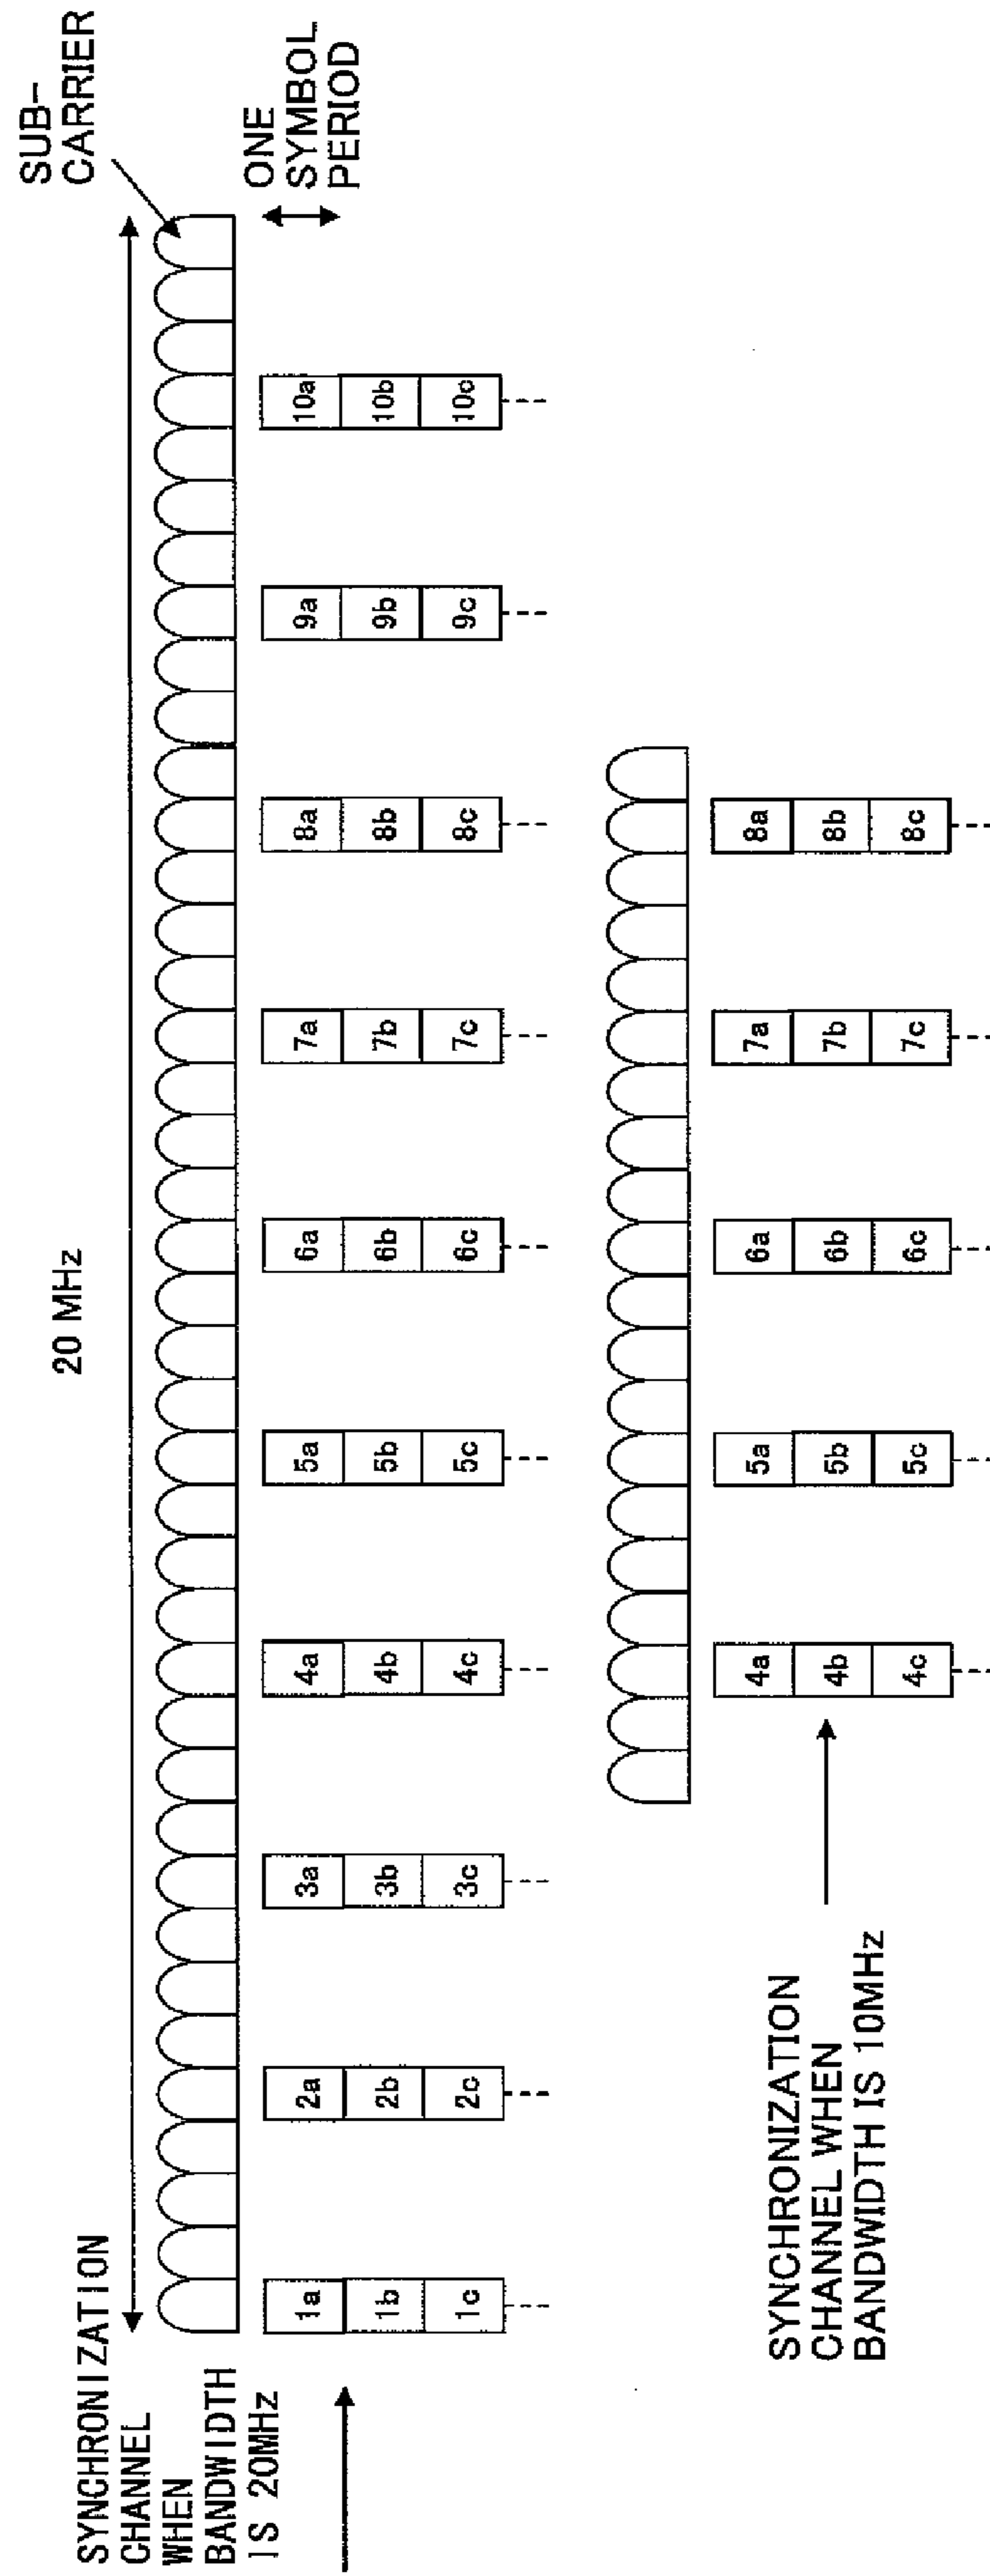 SYNCHRONIZATION
CHANNEL
WHEN
BANDWIDTH
IS 20MHz
20 MHz
SUB-
CARRIER
ONE
SYMBOL
PERIOD
1a 2a 3a 4a 5a 6a 7a 8a 9a 10a
1b 2b 3b 4b 5b 6b 7b 8b 9b 10b
1c 2c 3c 4c 5c 6c 7c 8c 9c 10c
SYNCHRONIZATION
CHANNEL WHEN
BANDWIDTH IS 10MHz
4a 5a 6a 7a 8a
4b 5b 6b 7b 8b
4c 5c 6c 7c 8c